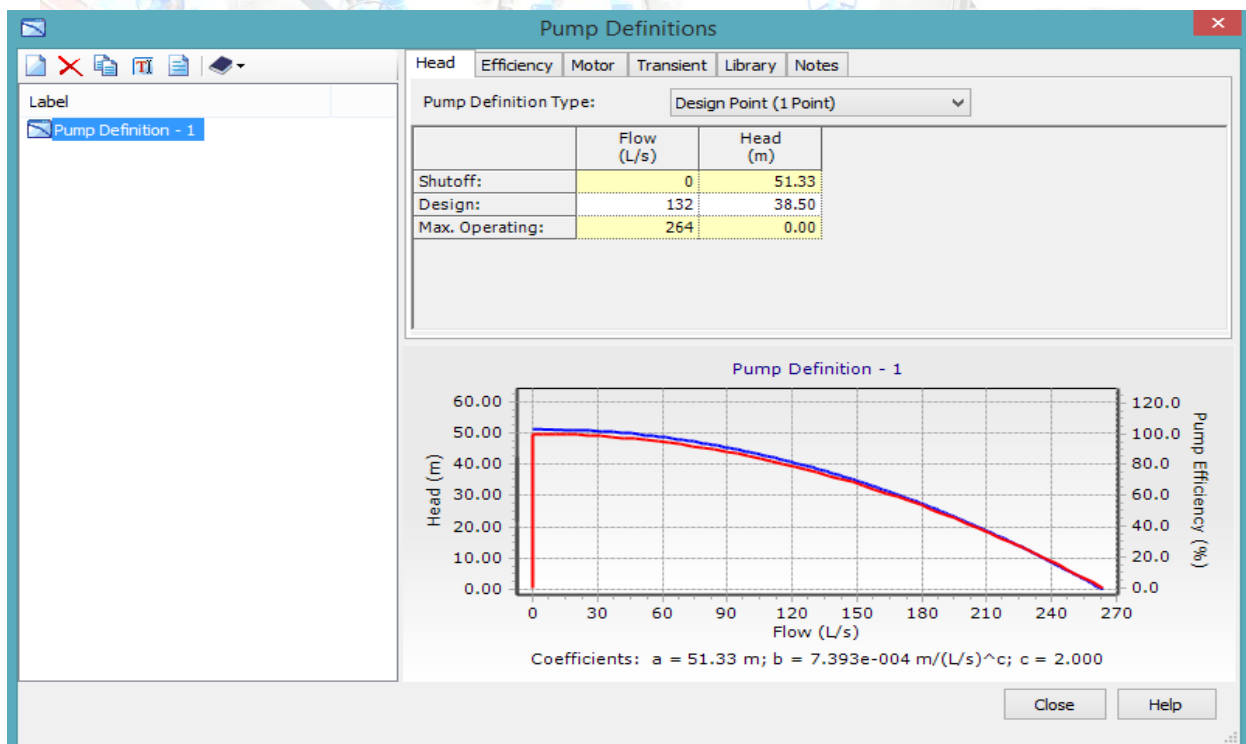 Pump Definitions
Head Efficiency Motor Transient Library Notes
Label
Pump Definition - 1
Pump Definition Type: Design Point (1 Point)
Flow (L/s) Head (m)
Shutoff: 0 51.33
Design: 132 38.50
Max. Operating: 264 0.00
Pump Definition - 1
60.00
50.00
40.00
30.00
20.00
10.00
0.00
Head (m)
120.0
100.0
80.0
60.0
40.0
20.0
0.0
Pump Efficiency (%)
0 30 60 90 120 150 180 210 240 270
Flow (L/s)
Coefficients: a = 51.33 m; b = 7.393e-004 m/(L/s)^c; c = 2.000
Close Help